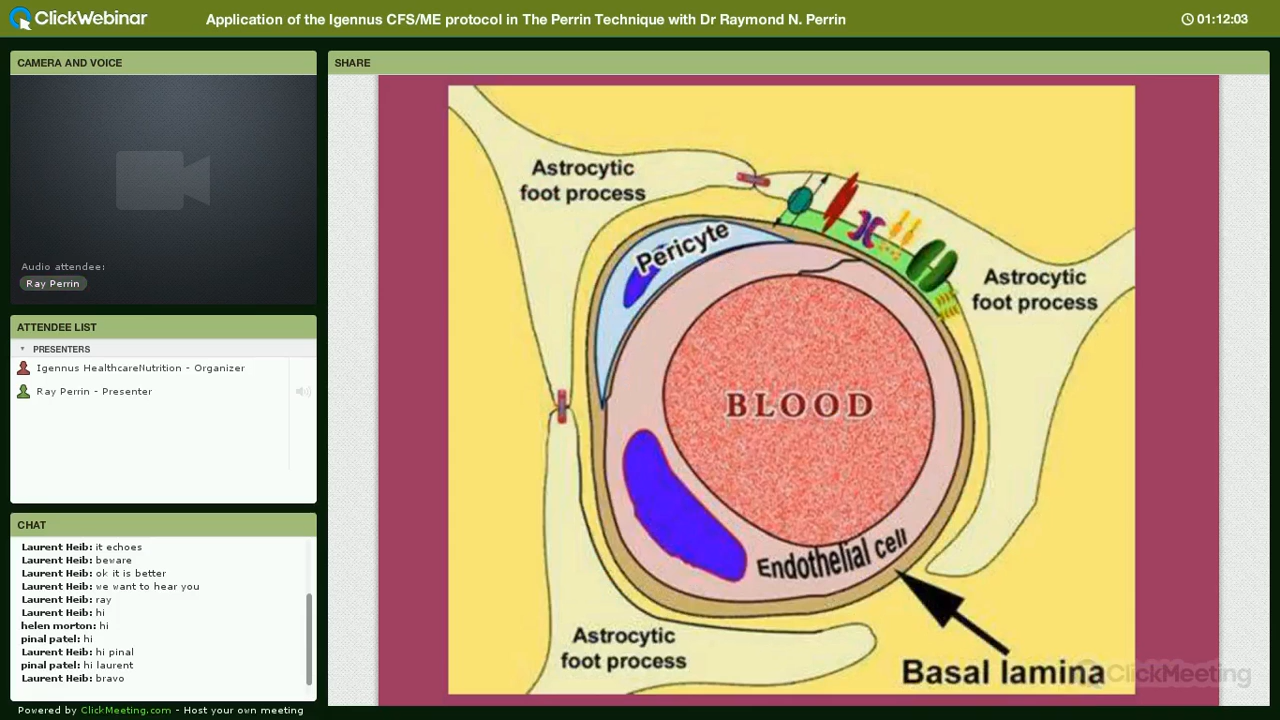 ClickWebinar
Application of the Igennus CFS/ME protocol in The Perrin Technique with Dr Raymond N. Perrin
01:12:03
CAMERA AND VOICE
Audio attendee:
Ray Perrin
ATTENDEE LIST
PRESENTERS
Igennus HealthcareNutrition - Organizer
Ray Perrin - Presenter
CHAT
Laurent Heib: it echoes
Laurent Heib: beware
Laurent Heib: ok it is better
Laurent Heib: we want to hear you
Laurent Heib: ray
Laurent Heib: hi
helen morton: hi
pinal patel: hi
Laurent Heib: hi pinal
pinal patel: hi laurent
Laurent Heib: bravo
Powered by ClickMeeting.com - Host your own meeting
SHARE
Astrocytic
foot process
Pericyte
Astrocytic
foot process
BLOOD
Endothelial cell
Astrocytic
foot process
Basal lamina
ClickMeeting